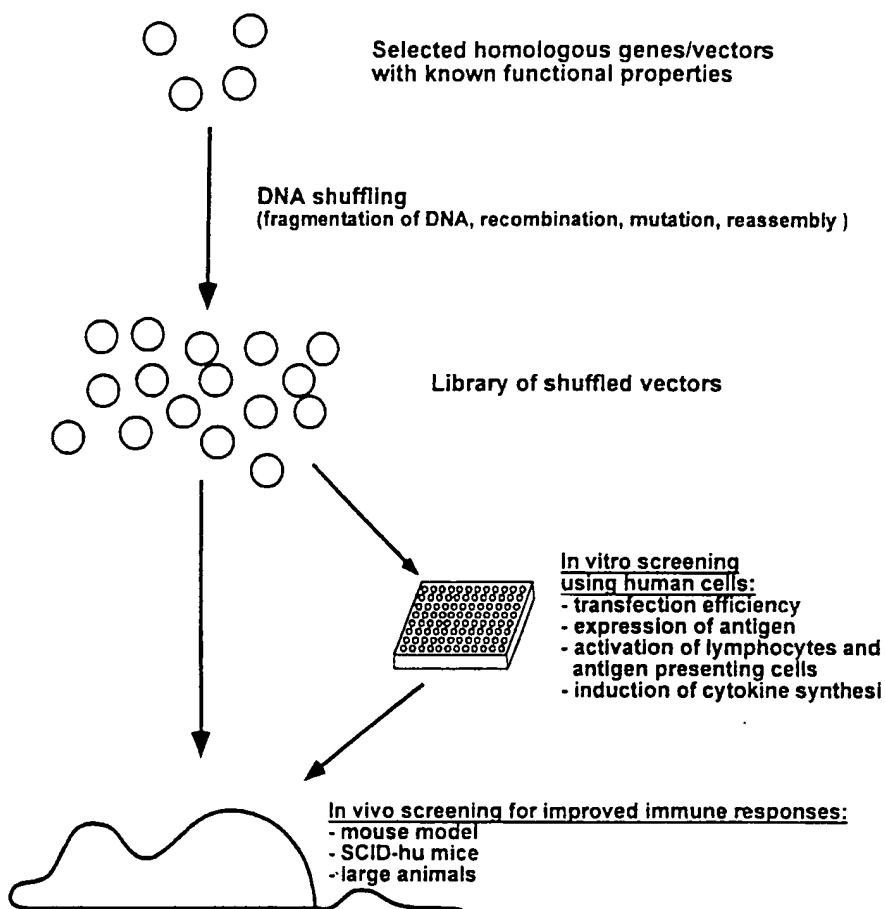 Selected homologous genes/vectors
with known functional properties
DNA shuffling
(fragmentation of DNA, recombination, mutation, reassembly )
Library of shuffled vectors
In vitro screening
using human cells:
- transfection efficiency
- expression of antigen
- activation of lymphocytes and
antigen presenting cells
- induction of cytokine synthesi
In vivo screening for improved immune responses:
- mouse model
- SCID-hu mice
- large animals